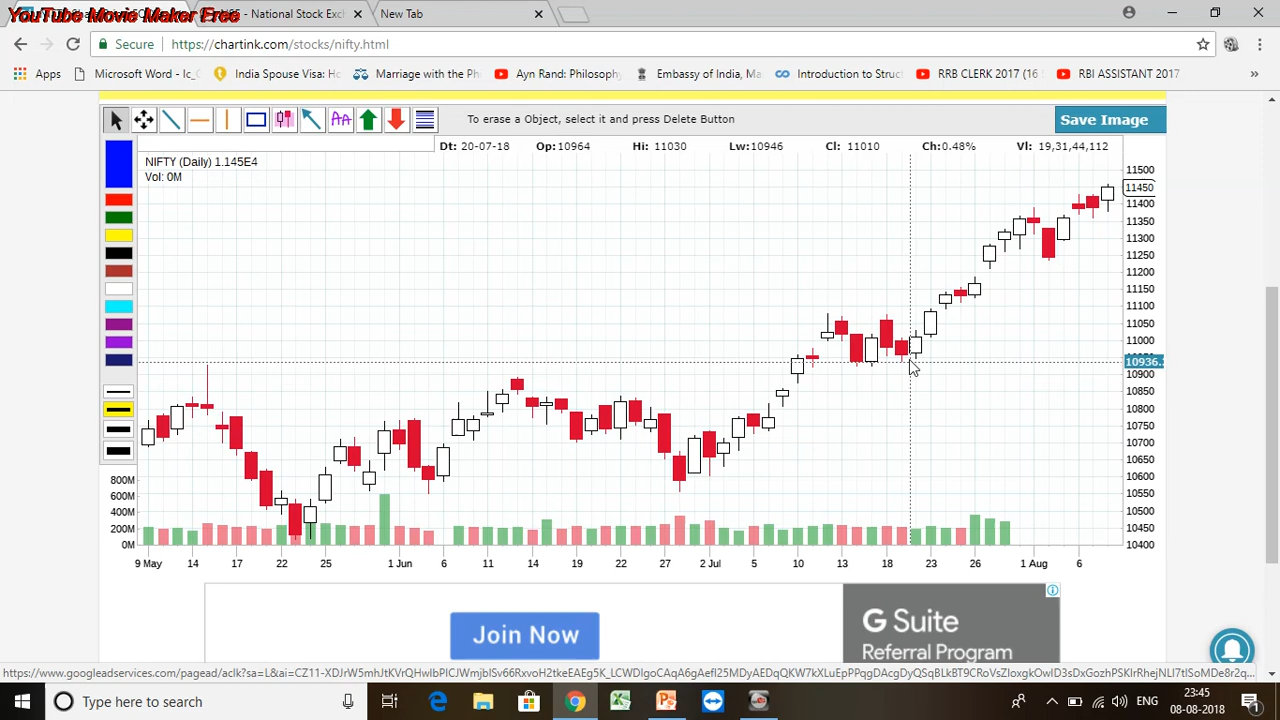 YouTube Movie Maker Free
- National Stock Exc
New Tab
Secure
https://chartink.com/stocks/nifty.html
Apps
Microsoft Word - Ic_
India Spouse Visa: Ho
Marriage with the Phi
Ayn Rand: Philosophy
Embassy of India, Ma
Introduction to Struct
RRB CLERK 2017 (16
RBI ASSISTANT 2017
»
To erase a Object, select it and press Delete Button
Save Image
Dt: 20-07-18 Op:10964 Hi: 11030 Lw:10946 Cl: 11010 Ch:0.48% Vl: 19,31,44,112
NIFTY (Daily) 1.145E4
Vol: 0M
11500
11450
11400
11350
11300
11250
11200
11150
11100
11050
11000
10936.
10900
10850
10800
10750
10700
10650
10600
10550
10500
10450
10400
800M
600M
400M
200M
0M
9 May 14 17 22 25 1 Jun 6 11 14 19 22 27 2 Jul 5 10 13 18 23 26 1 Aug 6
Join Now
G Suite
Referral Program
Type here to search
ENG
23:45
08-08-2018